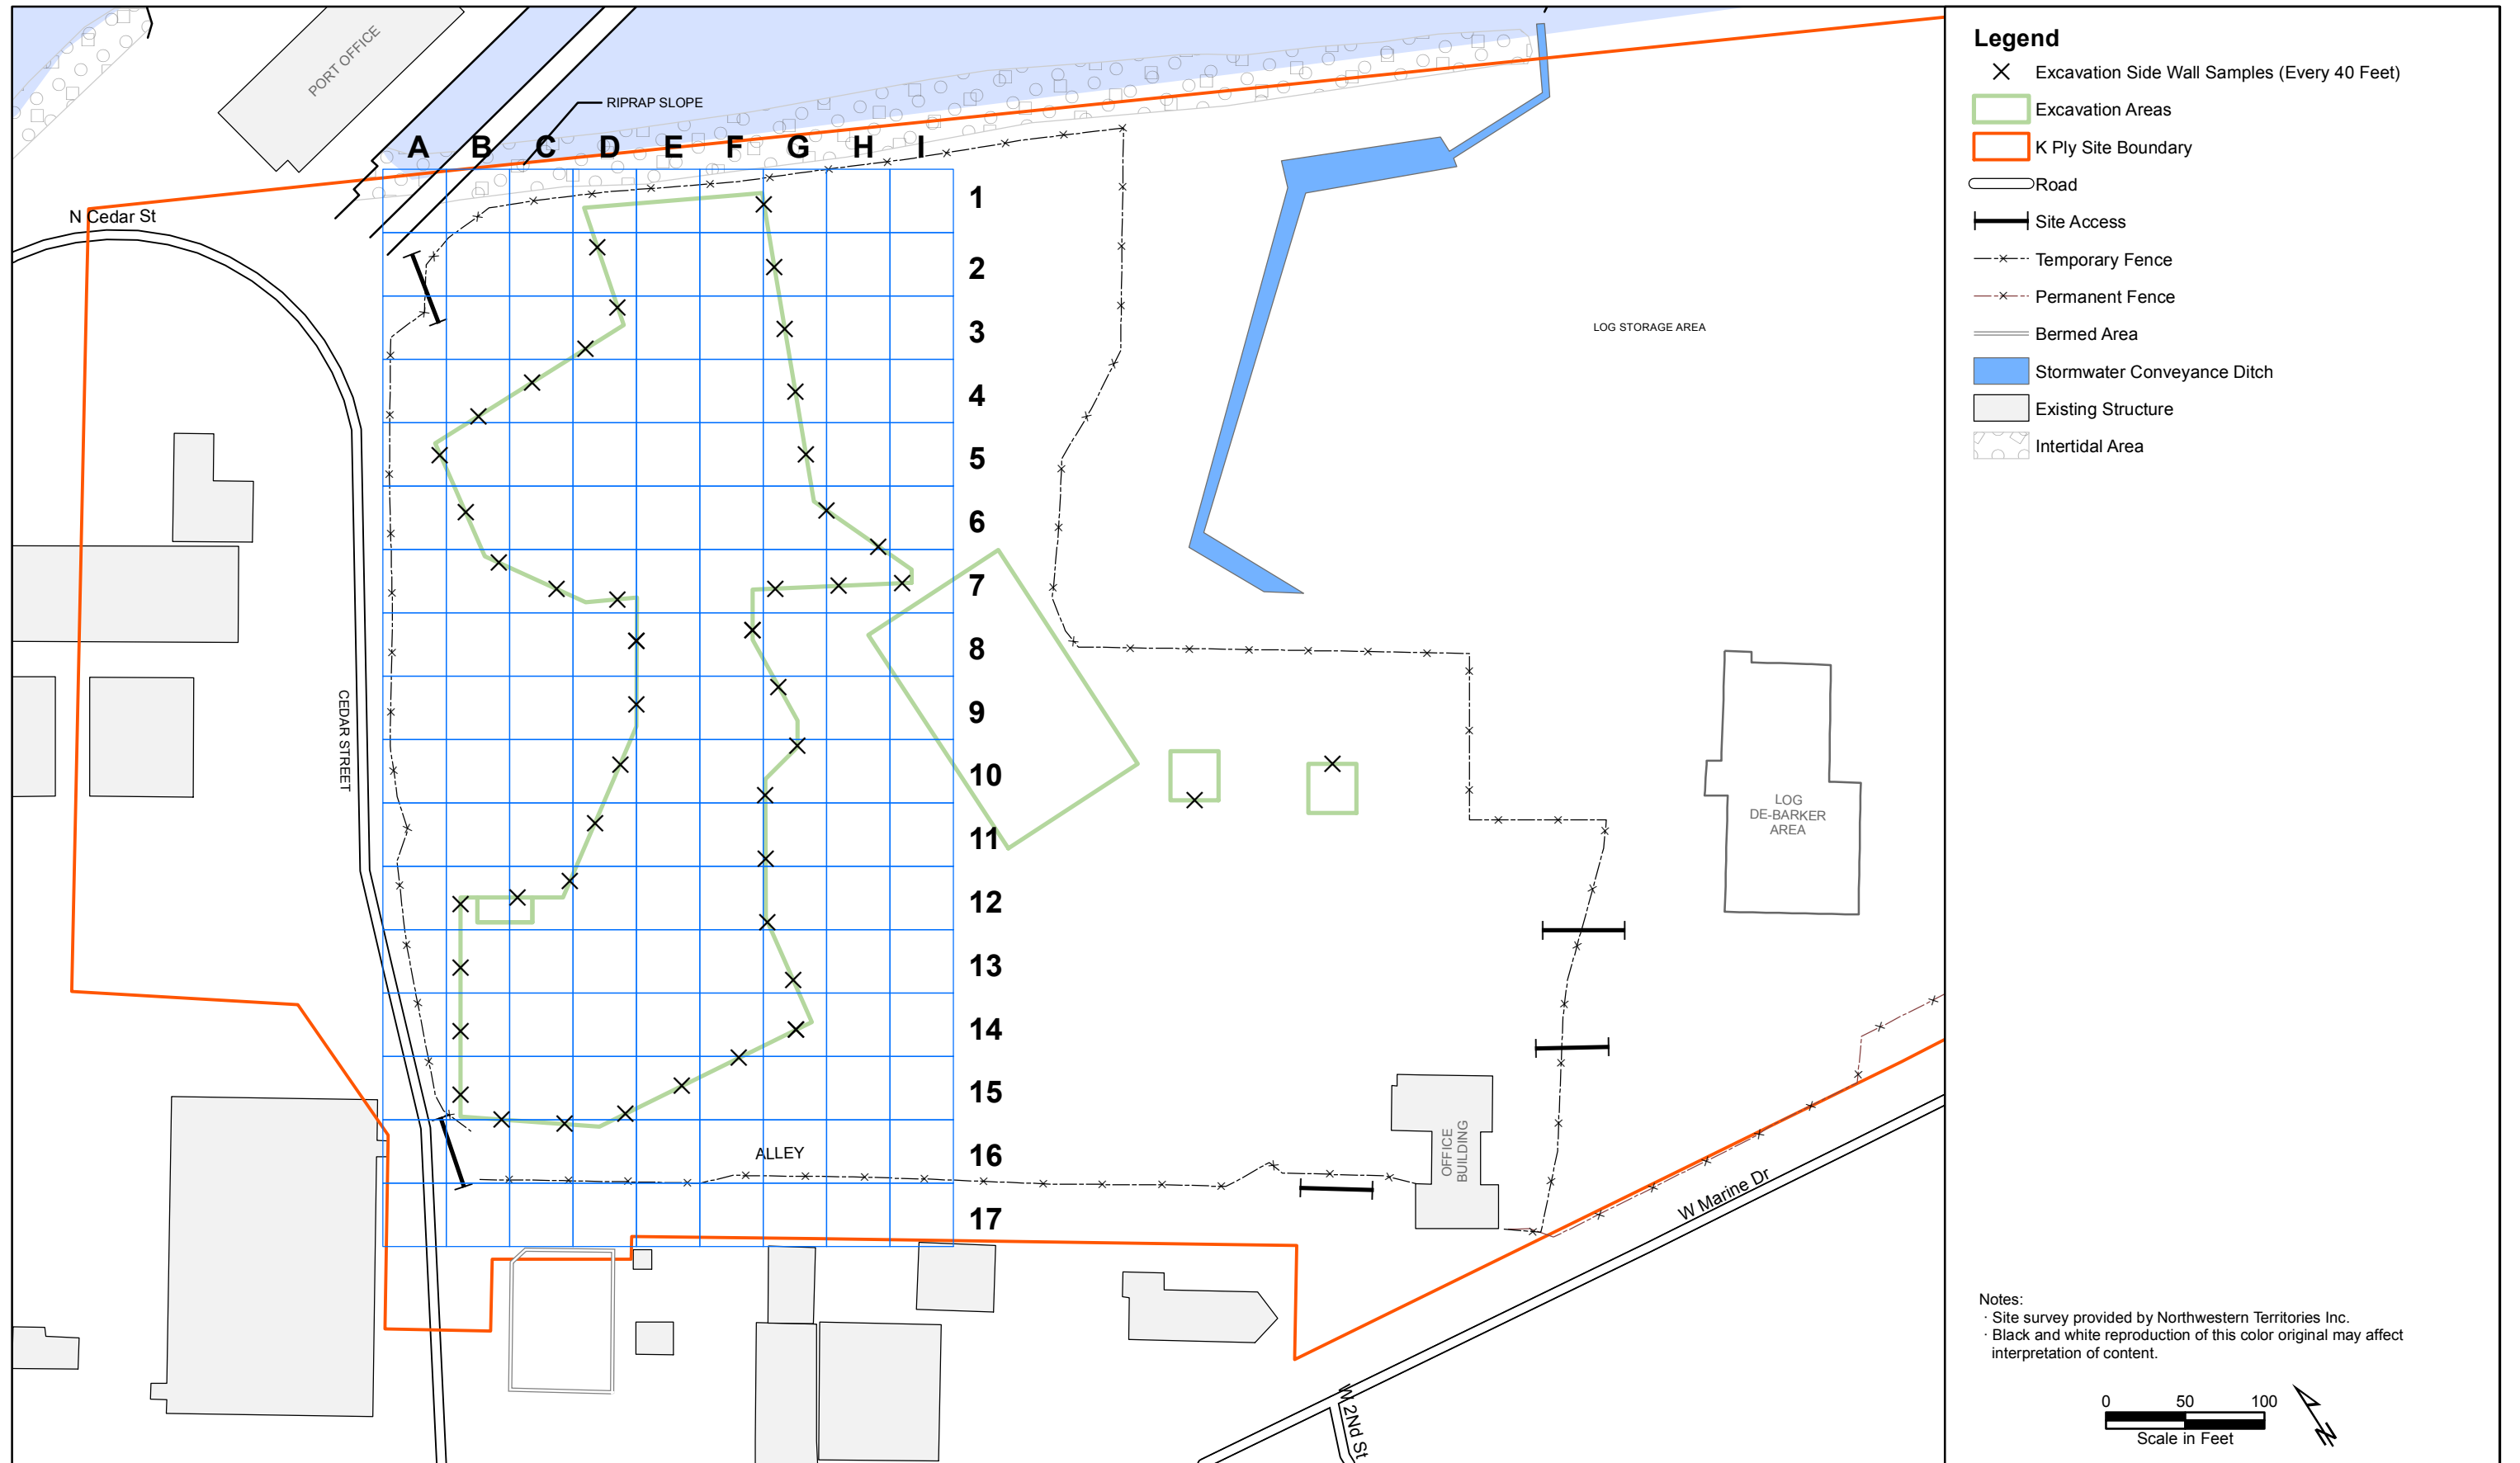 PORT OFFICE
RIPRAP SLOPE
A B C D E F G H I
N Cedar St
1
2
3
4
5
6
7
8
9
10
11
12
13
14
15
16
17
LOG STORAGE AREA
CEDAR STREET
LOG
DE-BARKER
AREA
ALLEY
OFFICE
BUILDING
W Marine Dr
W 2Nd St
Legend
Excavation Side Wall Samples (Every 40 Feet)
Excavation Areas
K Ply Site Boundary
Road
Site Access
Temporary Fence
Permanent Fence
Bermed Area
Stormwater Conveyance Ditch
Existing Structure
Intertidal Area
Notes:
· Site survey provided by Northwestern Territories Inc.
· Black and white reproduction of this color original may affect
interpretation of content.
0 50 100
Scale in Feet
N